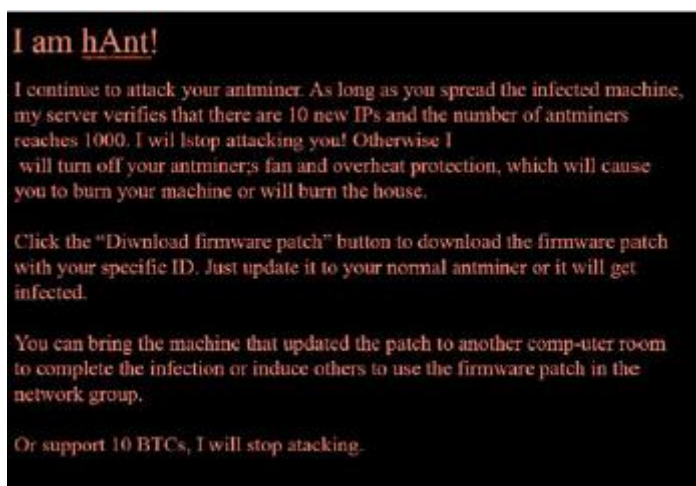 I am hAnt!
I continue to attack your antminer. As long as you spread the infected machine,
my server verifies that there are 10 new IPs and the number of antminers
reaches 1000. I wil lstop attacking you! Otherwise I
will turn off your antminer;s fan and overheat protection, which will cause
you to burn your machine or will burn the house.
Click the “Diwnload firmware patch” button to download the firmware patch
with your specific ID. Just update it to your normal antminer or it will get
infected.
You can bring the machine that updated the patch to another comp-uter room
to complete the infection or induce others to use the firmware patch in the
network group.
Or support 10 BTCs, I will stop atacking.